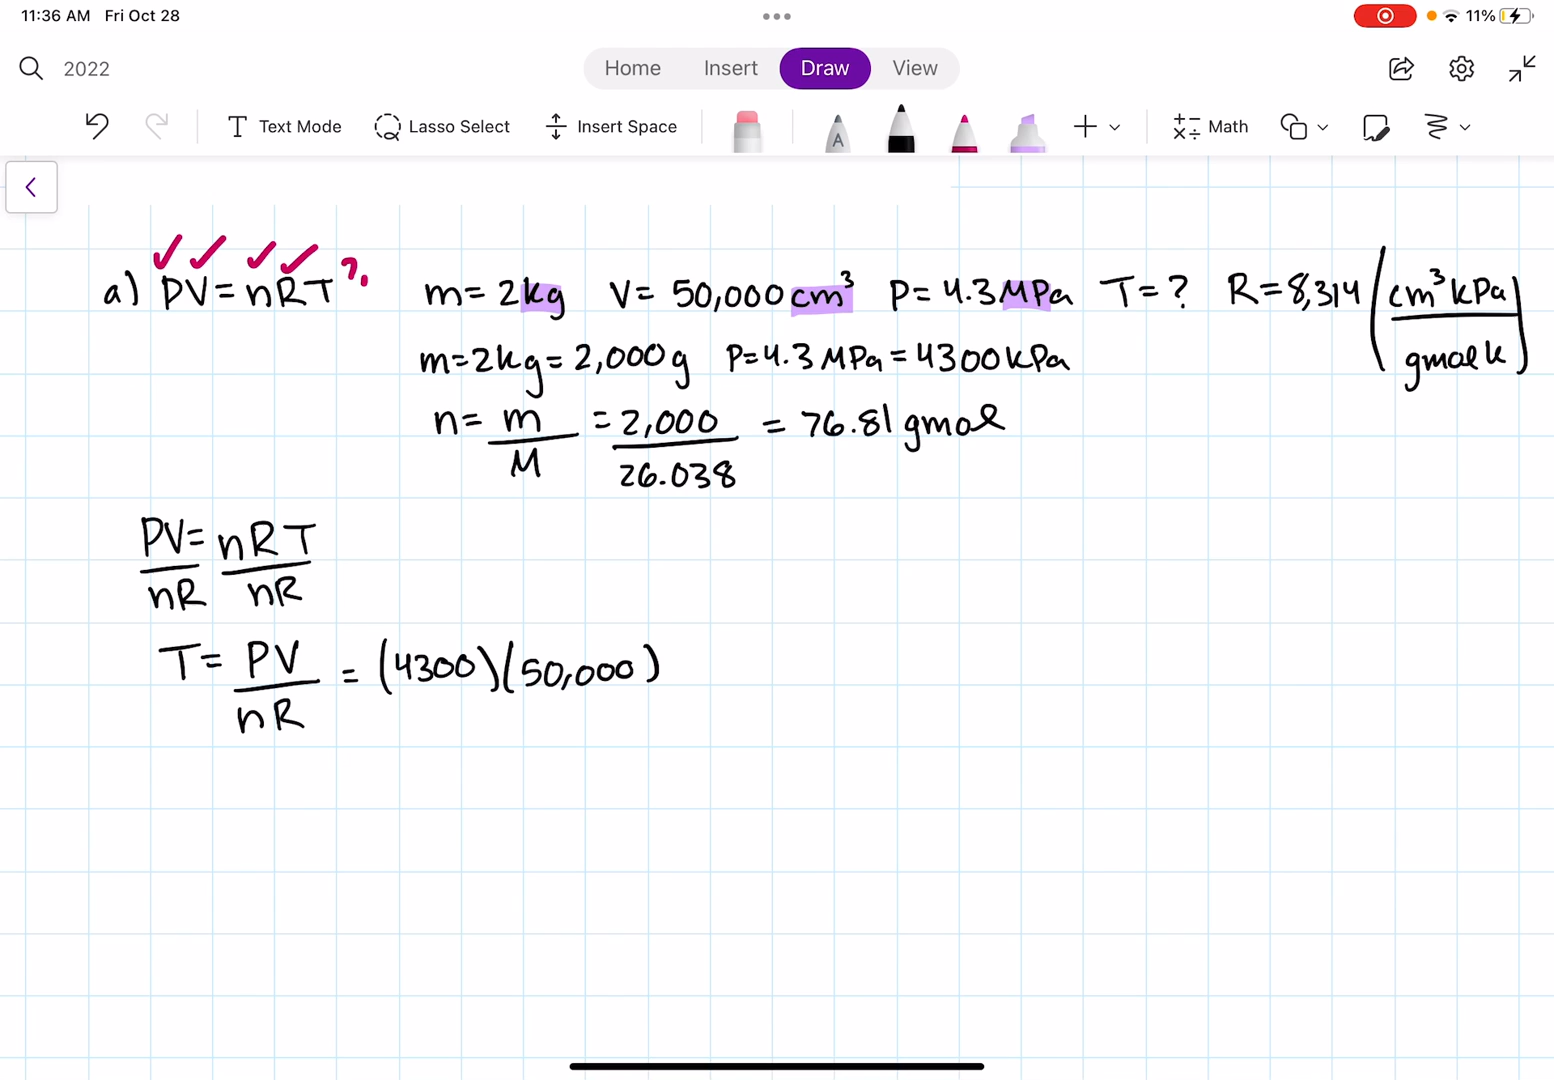 11:36 AM Fri Oct 28
11%
2022
Home Insert Draw View
Text Mode Lasso Select Insert Space A Math
a) PV = nRT ?
m= 2kg V= 50,000 cm³ P= 4.3 MPa T= ? R= 8,314 (cm³ kPa / gmol k)
m=2kg = 2,000 g P=4.3 MPa = 4300 kPa
n= m/M = 2,000/26.038 = 76.81 gmol
PV/nR = nRT/nR
T= PV/nR = (4300)(50,000)